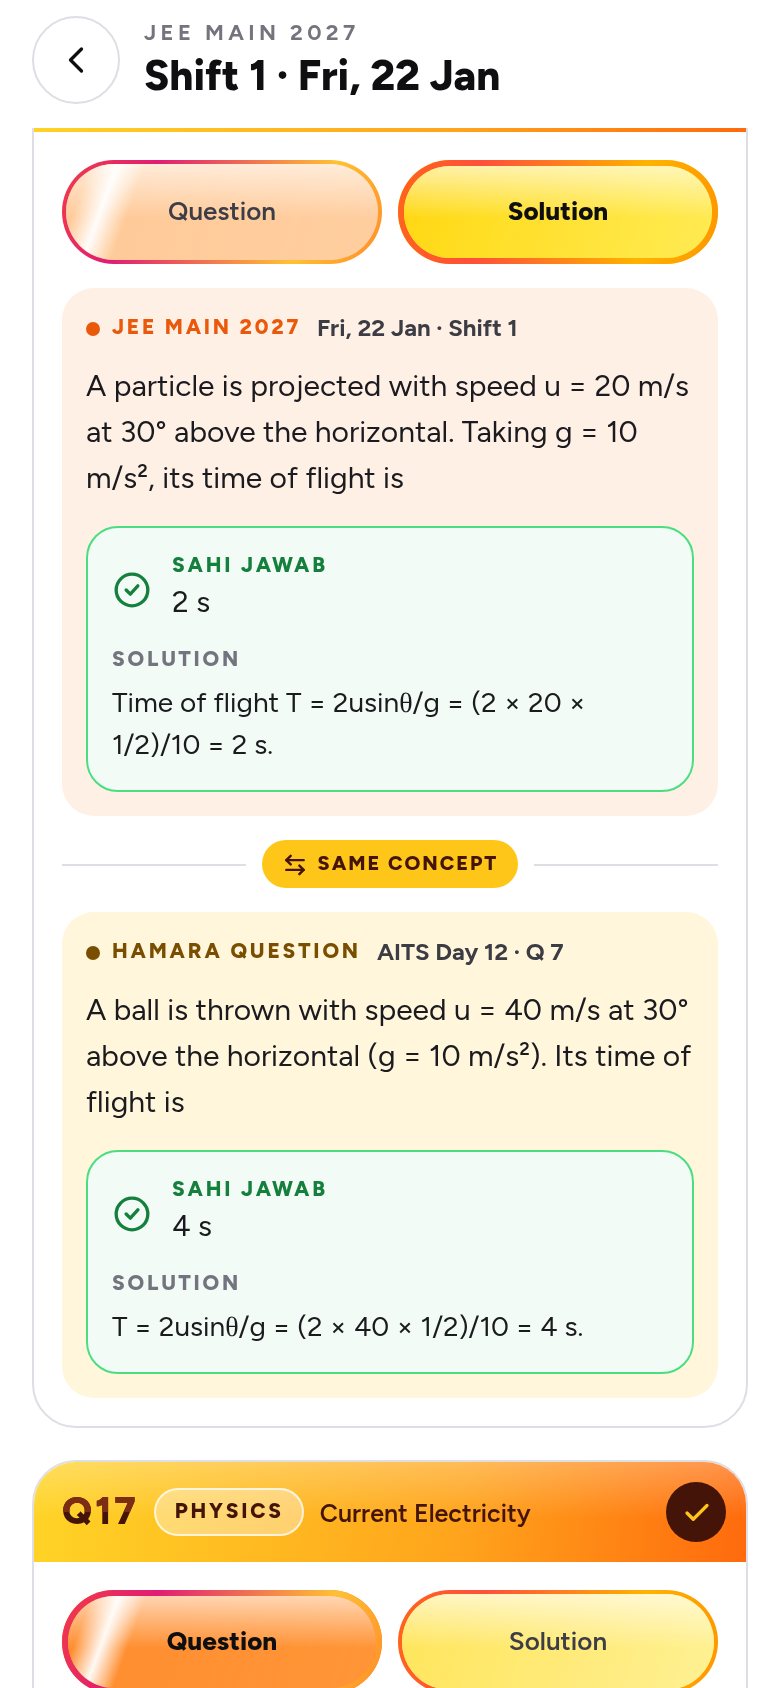 JEE MAIN 2027
Shift 1 · Fri, 22 Jan
Question
Solution
JEE MAIN 2027 Fri, 22 Jan · Shift 1
A particle is projected with speed u = 20 m/s
at 30° above the horizontal. Taking g = 10
m/s², its time of flight is
SAHI JAWAB
2 s
SOLUTION
Time of flight T = 2usinθ/g = (2 × 20 ×
1/2)/10 = 2 s.
SAME CONCEPT
HAMARA QUESTION AITS Day 12 · Q 7
A ball is thrown with speed u = 40 m/s at 30°
above the horizontal (g = 10 m/s²). Its time of
flight is
SAHI JAWAB
4 s
SOLUTION
T = 2usinθ/g = (2 × 40 × 1/2)/10 = 4 s.
Q17 PHYSICS Current Electricity
Question
Solution